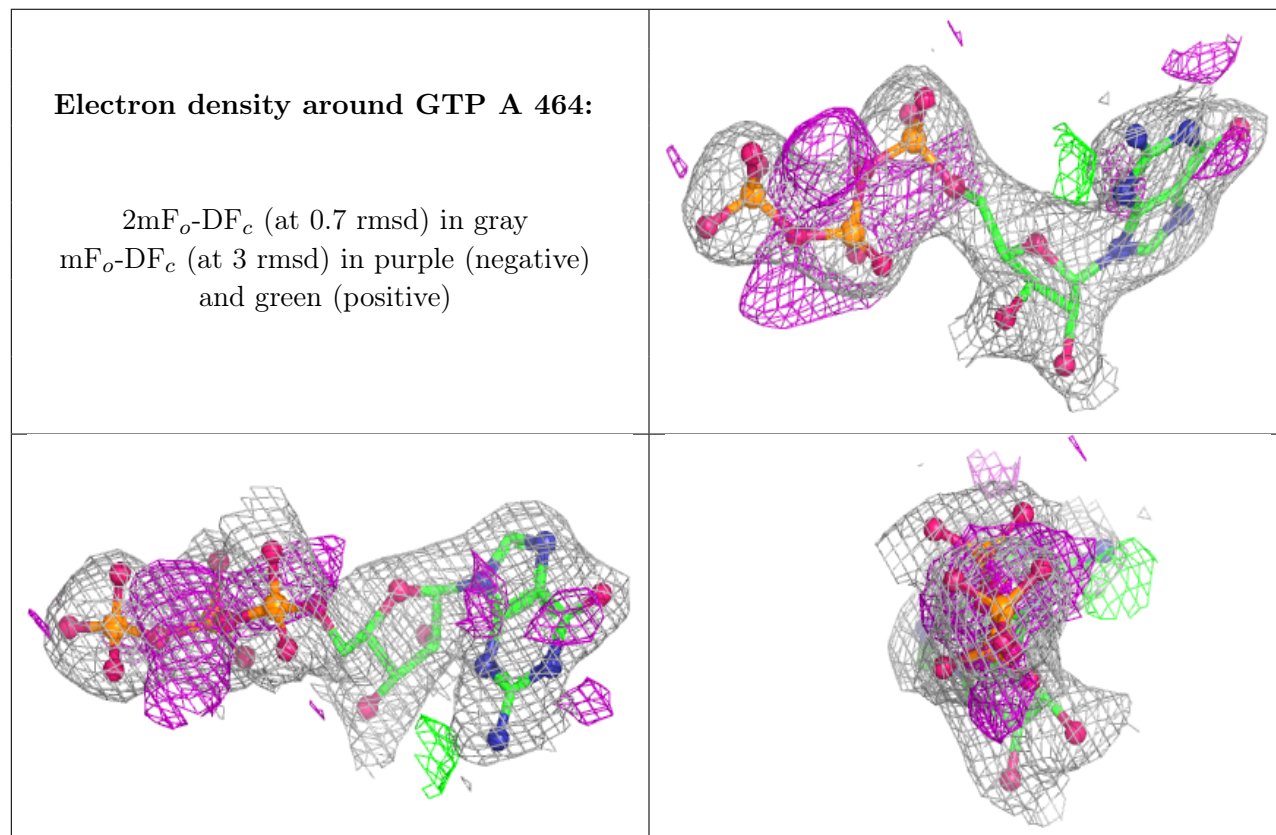 Electron density around GTP A 464:
2mFo-DFc (at 0.7 rmsd) in gray
mFo-DFc (at 3 rmsd) in purple (negative)
and green (positive)